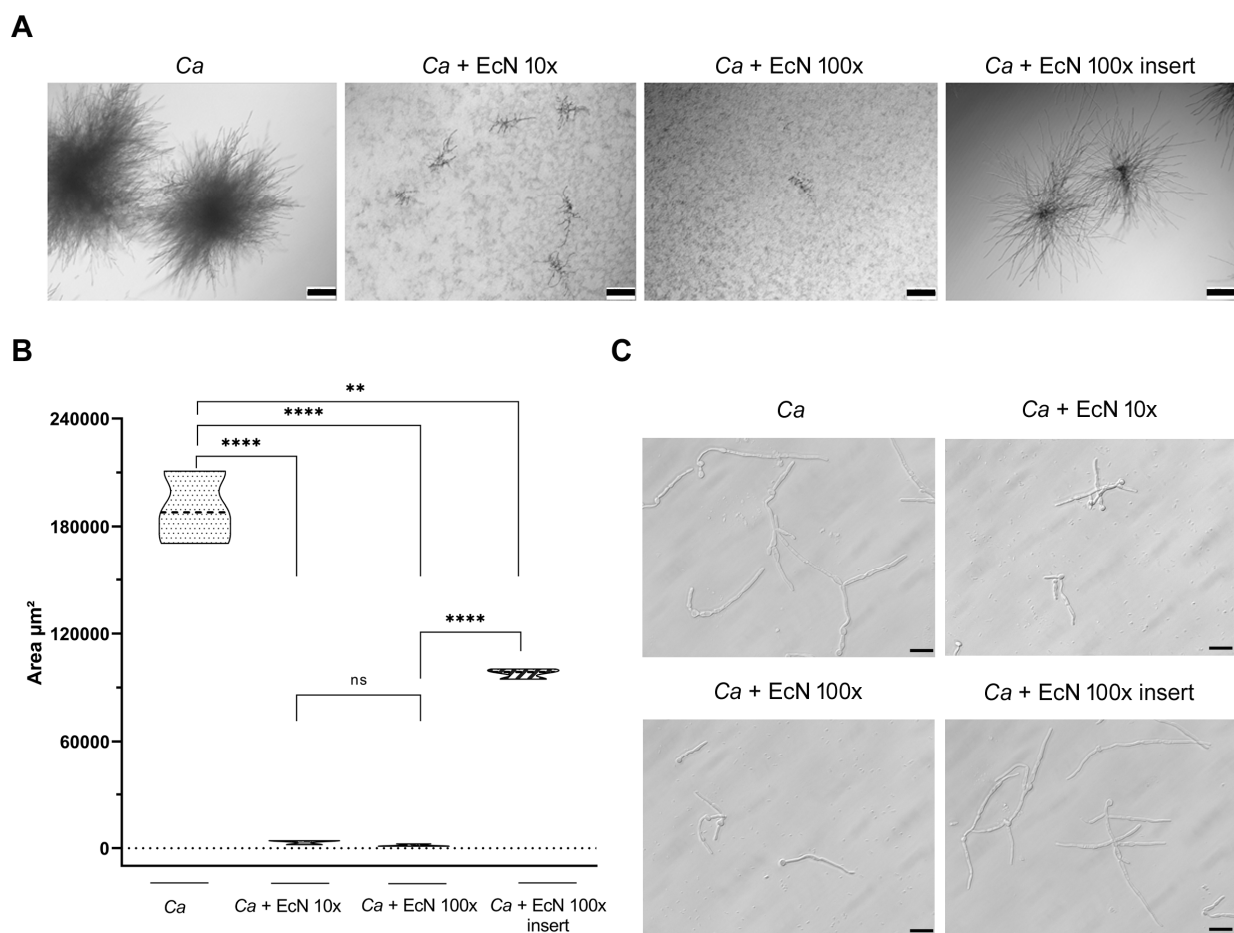 A
Ca
Ca + EcN 10x
Ca + EcN 100x
Ca + EcN 100x insert
B
240000
180000
120000
60000
0
Area µm²
**
****
****
****
ns
Ca
Ca + EcN 10x
Ca + EcN 100x
Ca + EcN 100x
insert
C
Ca
Ca + EcN 10x
Ca + EcN 100x
Ca + EcN 100x insert